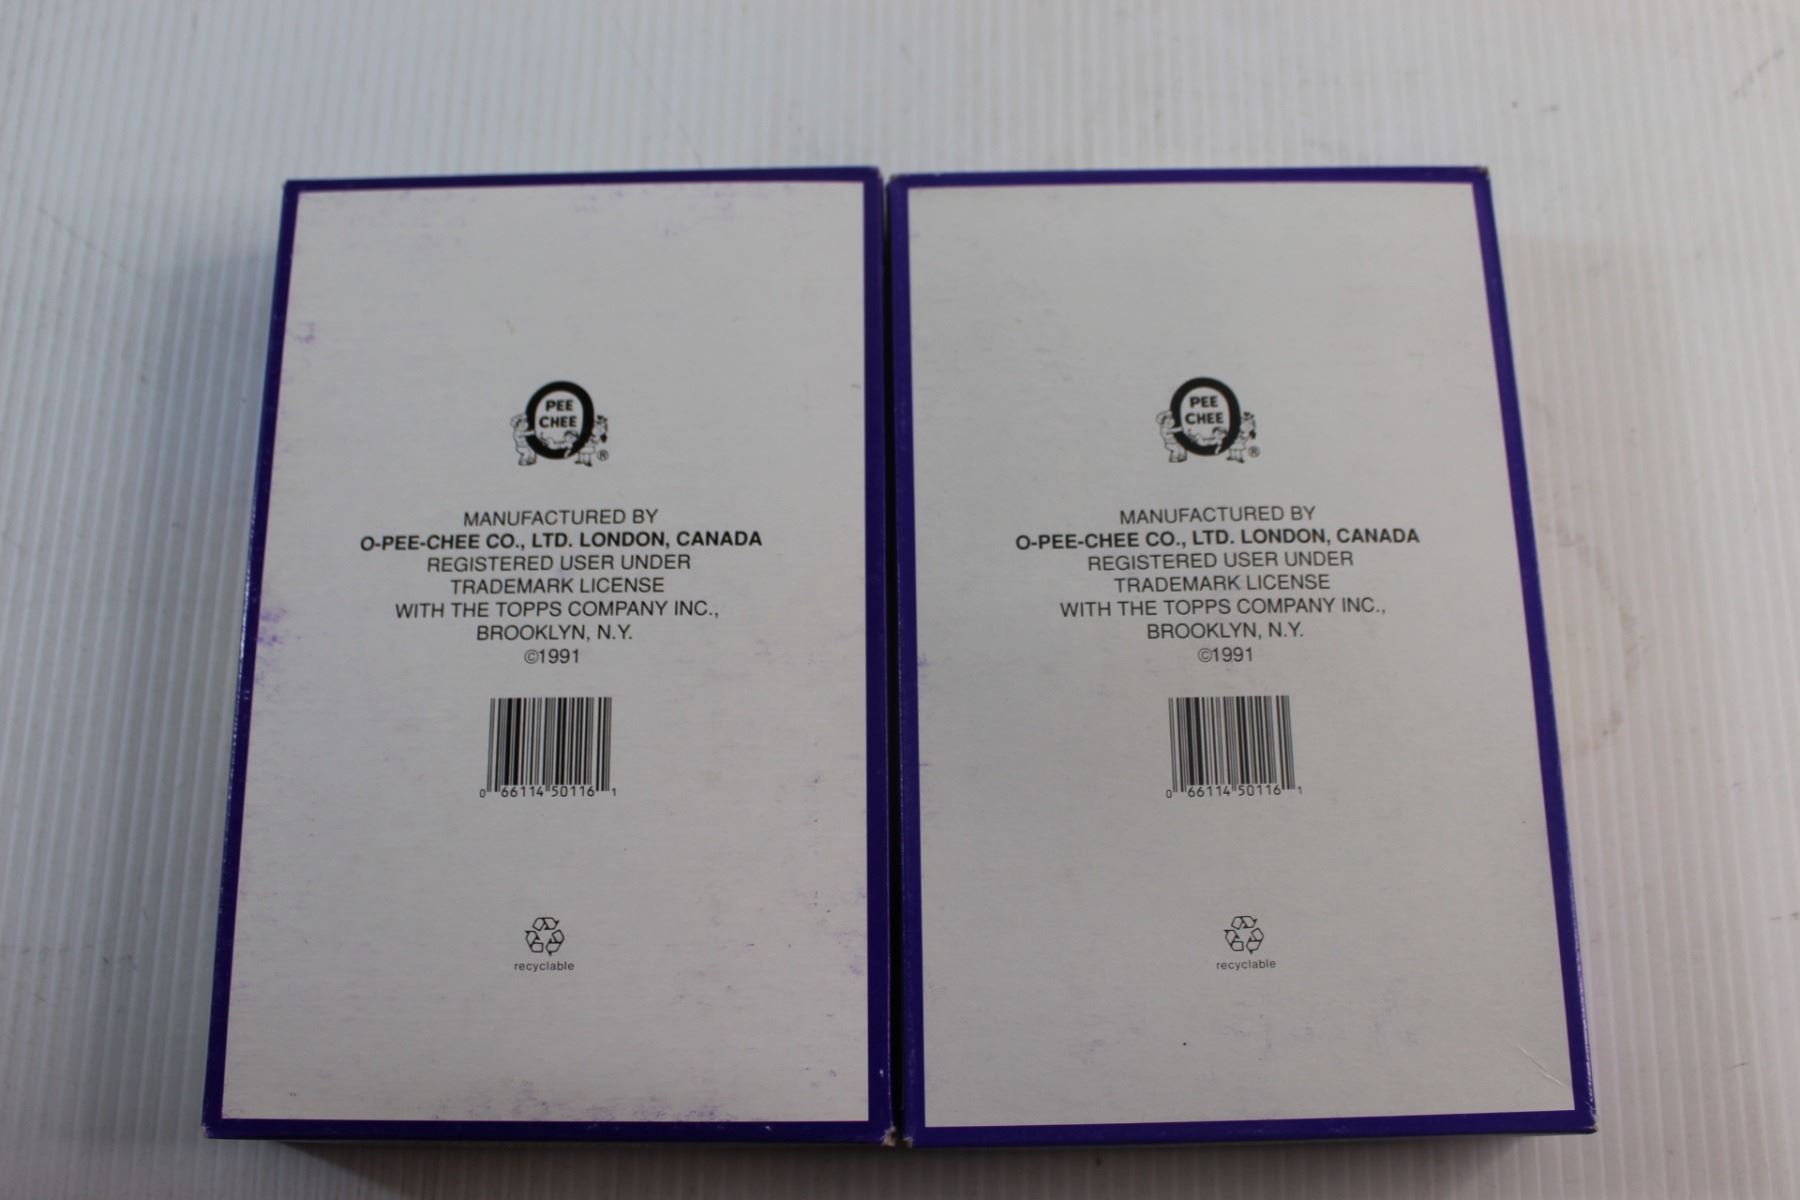 PEE
CHEE
®
MANUFACTURED BY
O-PEE-CHEE CO., LTD. LONDON, CANADA
REGISTERED USER UNDER
TRADEMARK LICENSE
WITH THE TOPPS COMPANY INC.,
BROOKLYN, N.Y.
©1991
0 66114 50116 1
recyclable
PEE
CHEE
®
MANUFACTURED BY
O-PEE-CHEE CO., LTD. LONDON, CANADA
REGISTERED USER UNDER
TRADEMARK LICENSE
WITH THE TOPPS COMPANY INC.,
BROOKLYN, N.Y.
©1991
0 66114 50116 1
recyclable